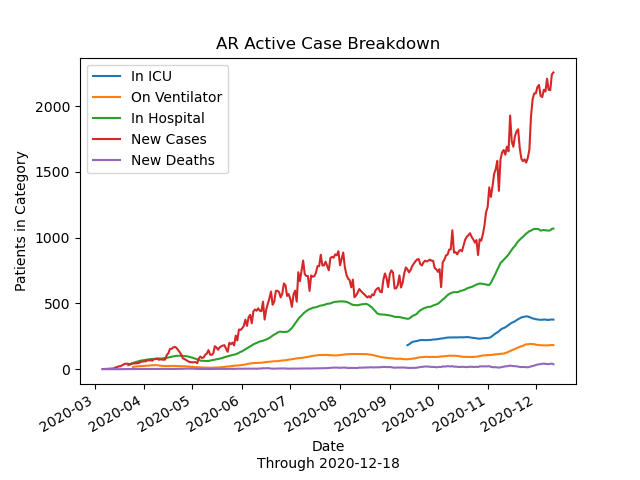 AR Active Case Breakdown
In ICU
On Ventilator
In Hospital
New Cases
New Deaths
Patients in Category
2000
1500
1000
500
0
2020-03
2020-04
2020-05
2020-06
2020-07
2020-08
2020-09
2020-10
2020-11
2020-12
Date
Through 2020-12-18